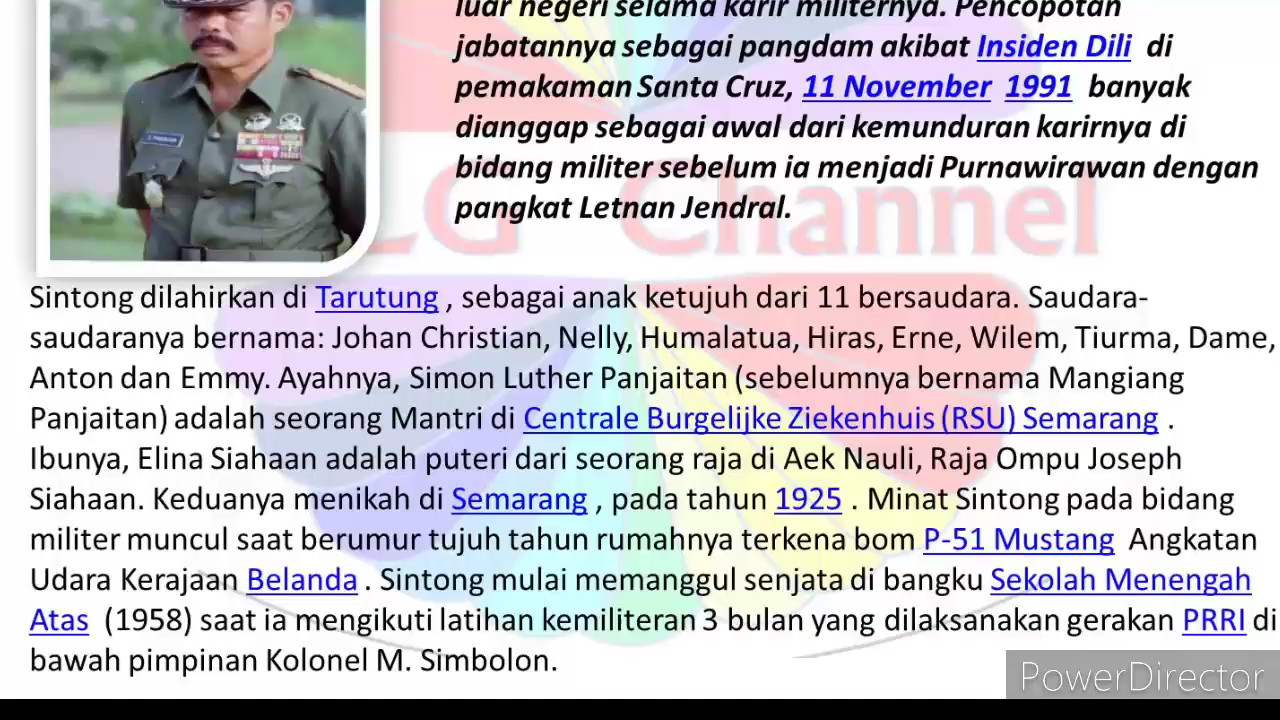 luar negeri selama karir militernya. Pencopotan
jabatannya sebagai pangdam akibat Insiden Dili di
pemakaman Santa Cruz, 11 November 1991 banyak
dianggap sebagai awal dari kemunduran karirnya di
bidang militer sebelum ia menjadi Purnawirawan dengan
pangkat Letnan Jendral.
LG Channel
Sintong dilahirkan di Tarutung , sebagai anak ketujuh dari 11 bersaudara. Saudara-
saudaranya bernama: Johan Christian, Nelly, Humalatua, Hiras, Erne, Wilem, Tiurma, Dame,
Anton dan Emmy. Ayahnya, Simon Luther Panjaitan (sebelumnya bernama Mangiang
Panjaitan) adalah seorang Mantri di Centrale Burgelijke Ziekenhuis (RSU) Semarang .
Ibunya, Elina Siahaan adalah puteri dari seorang raja di Aek Nauli, Raja Ompu Joseph
Siahaan. Keduanya menikah di Semarang , pada tahun 1925 . Minat Sintong pada bidang
militer muncul saat berumur tujuh tahun rumahnya terkena bom P-51 Mustang Angkatan
Udara Kerajaan Belanda . Sintong mulai memanggul senjata di bangku Sekolah Menengah
Atas (1958) saat ia mengikuti latihan kemiliteran 3 bulan yang dilaksanakan gerakan PRRI di
bawah pimpinan Kolonel M. Simbolon.
PowerDirector